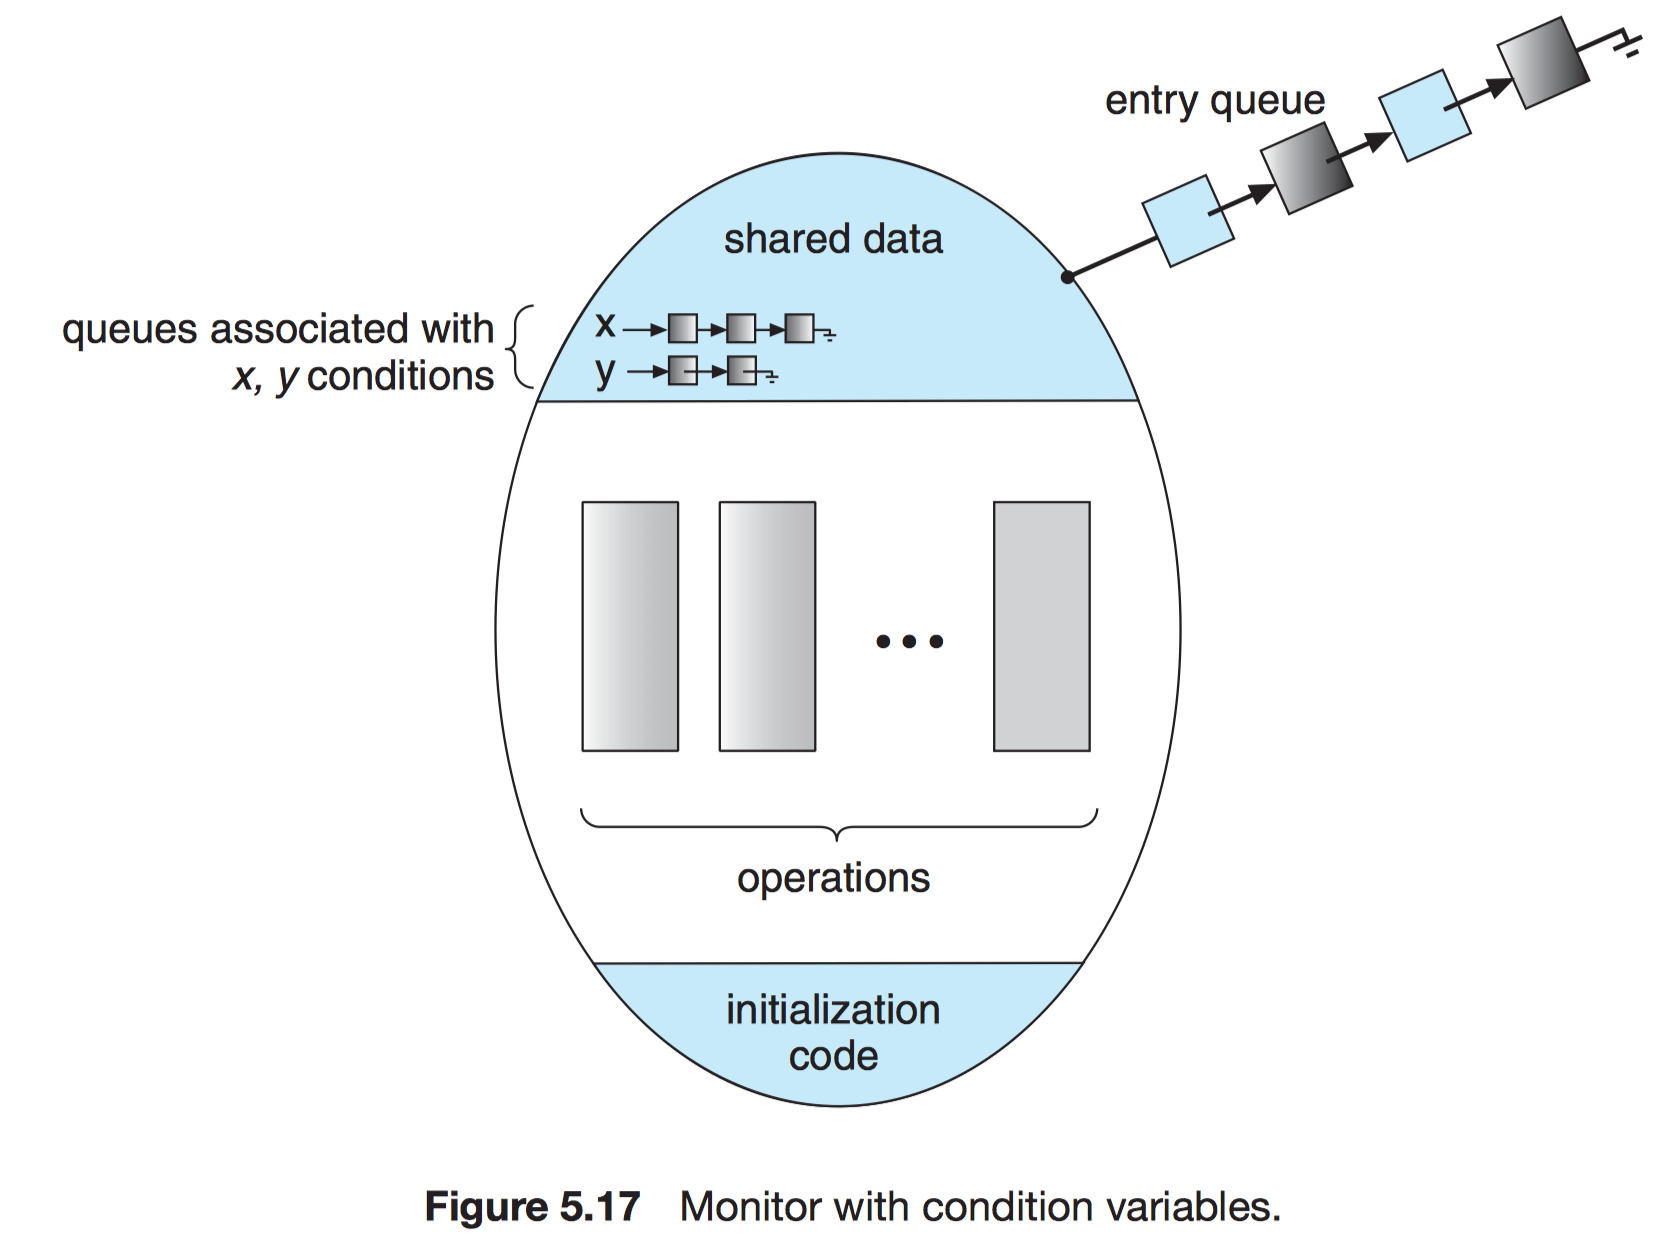 entry queue
shared data
queues associated with
x, y conditions
x
y
operations
initialization
code
Figure 5.17 Monitor with condition variables.